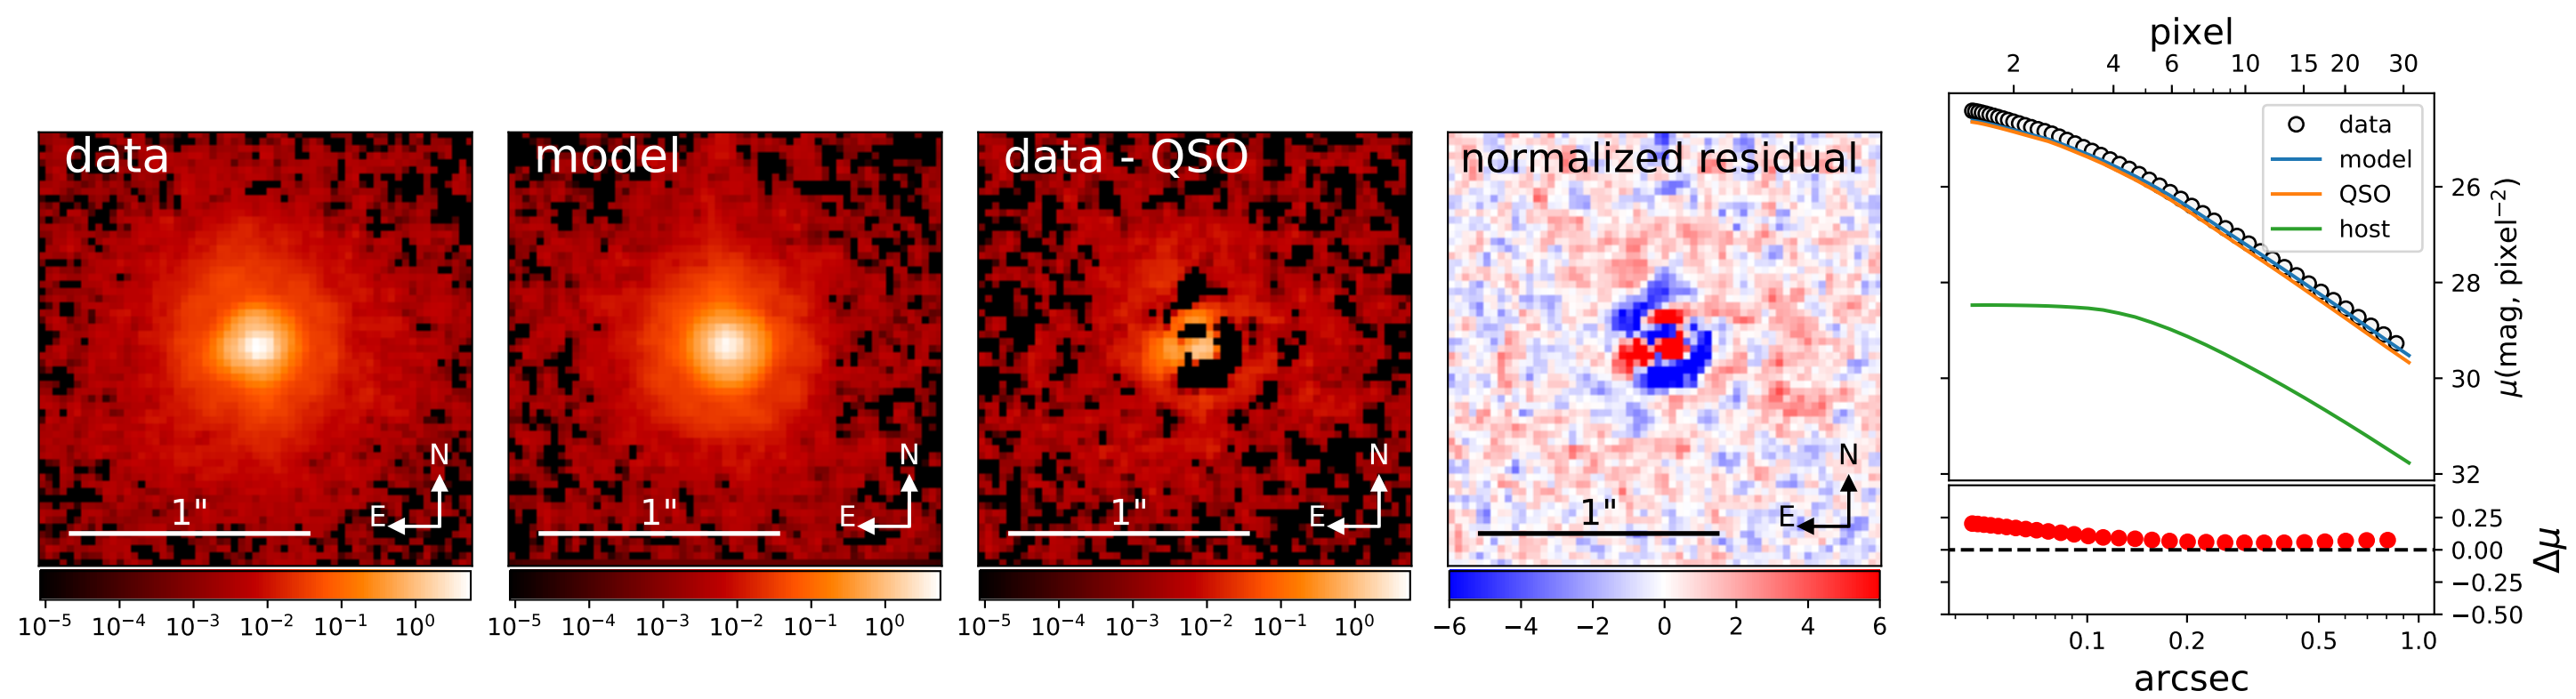 data
1"
N
E
10⁻⁵ 10⁻⁴ 10⁻³ 10⁻² 10⁻¹ 10⁰
model
1"
N
E
10⁻⁵ 10⁻⁴ 10⁻³ 10⁻² 10⁻¹ 10⁰
data - QSO
1"
N
E
10⁻⁵ 10⁻⁴ 10⁻³ 10⁻² 10⁻¹ 10⁰
normalized residual
1"
N
E
−6 −4 −2 0 2 4 6
pixel
2 4 6 10 15 20 30
data
model
QSO
host
26
28
30
32
μ(mag, pixel⁻²)
0.25
0.00
−0.25
−0.50
Δμ
0.1 0.2 0.5 1.0
arcsec